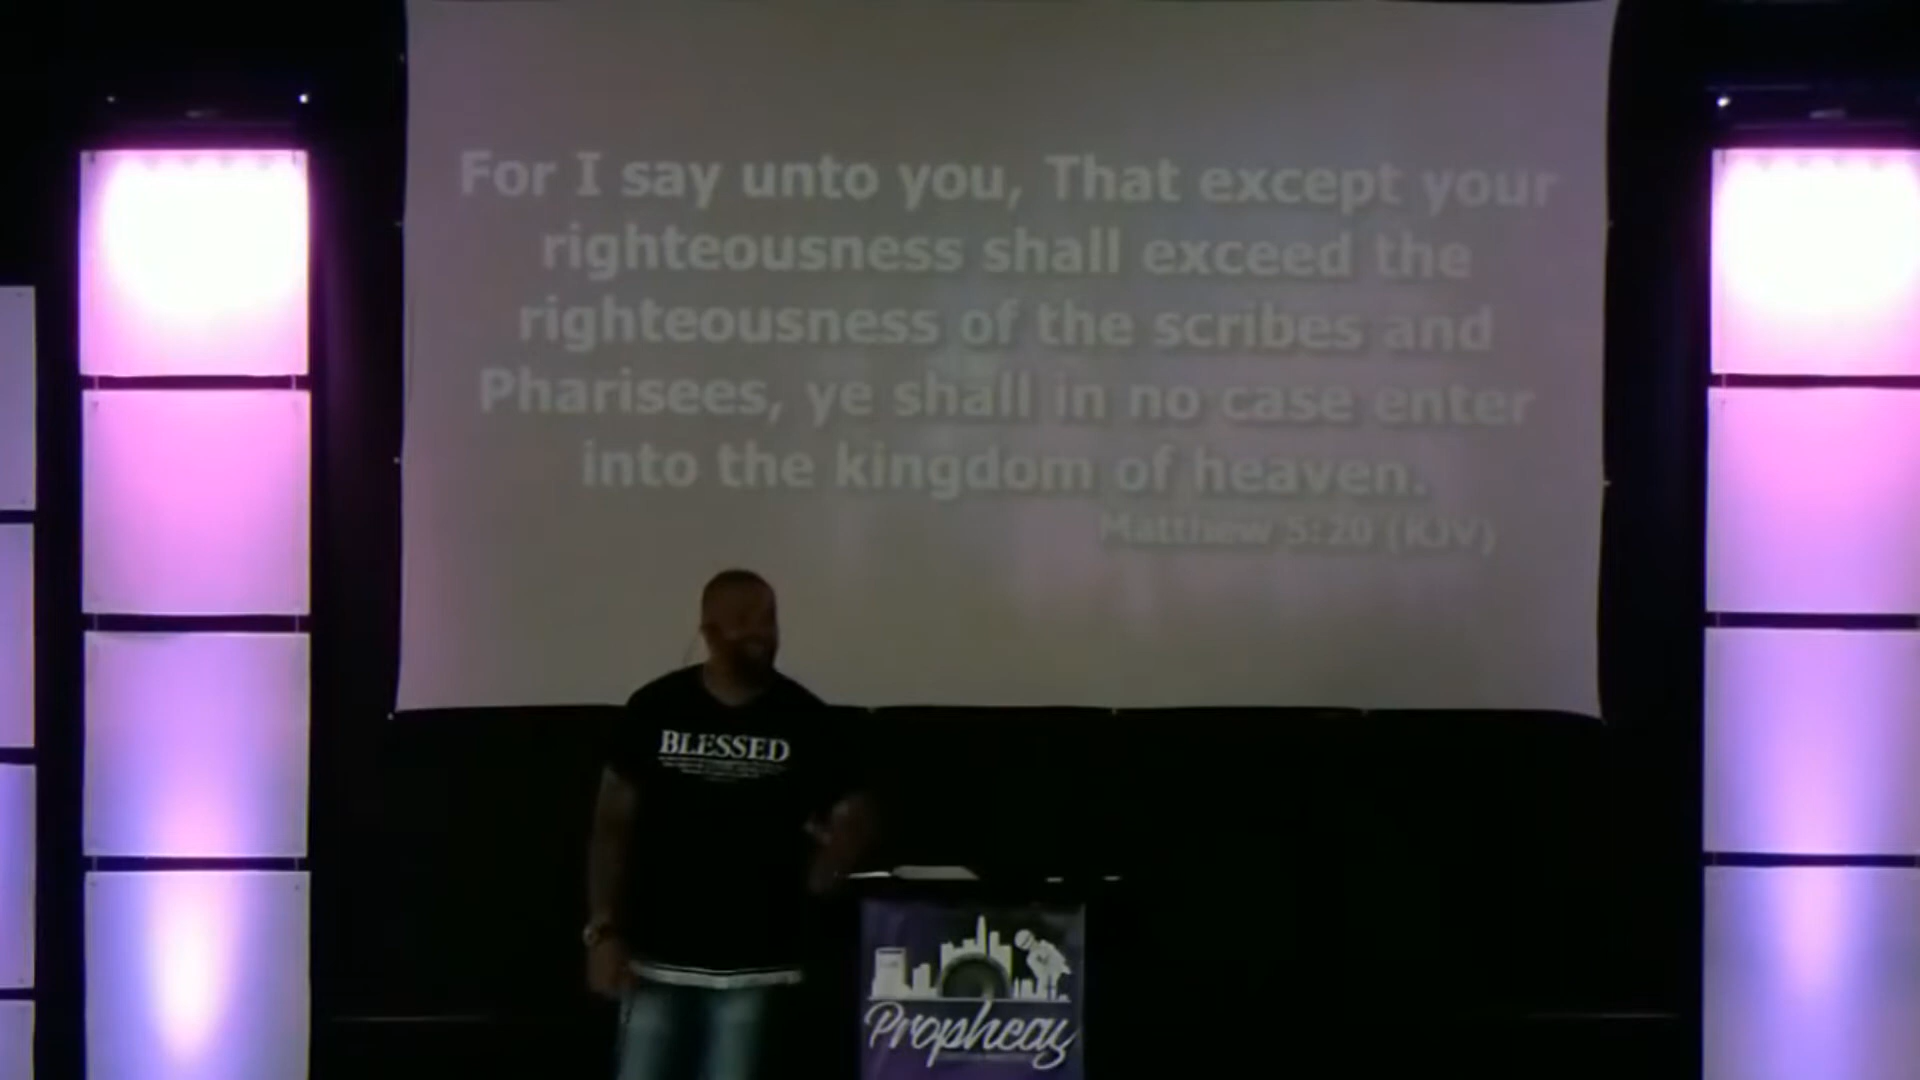 For I say unto you, That except your
righteousness shall exceed the
righteousness of the scribes and
Pharisees, ye shall in no case enter
into the kingdom of heaven.
Matthew 5:20 (KJV)
BLESSED
Propheaz